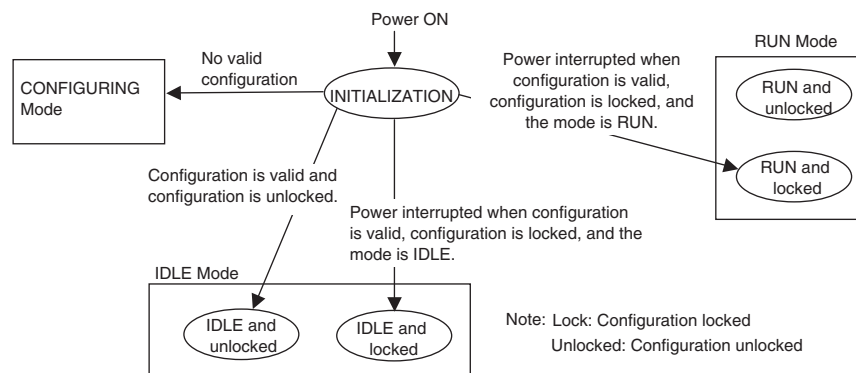 Power ON
No valid
configuration
CONFIGURING
Mode
INITIALIZATION
Power interrupted when
configuration is valid,
configuration is locked, and
the mode is RUN.
RUN Mode
RUN and
unlocked
RUN and
locked
Configuration is valid and
configuration is unlocked.
Power interrupted when configuration
is valid, configuration is locked, and the
mode is IDLE.
IDLE Mode
IDLE and
unlocked
IDLE and
locked
Note: Lock: Configuration locked
Unlocked: Configuration unlocked